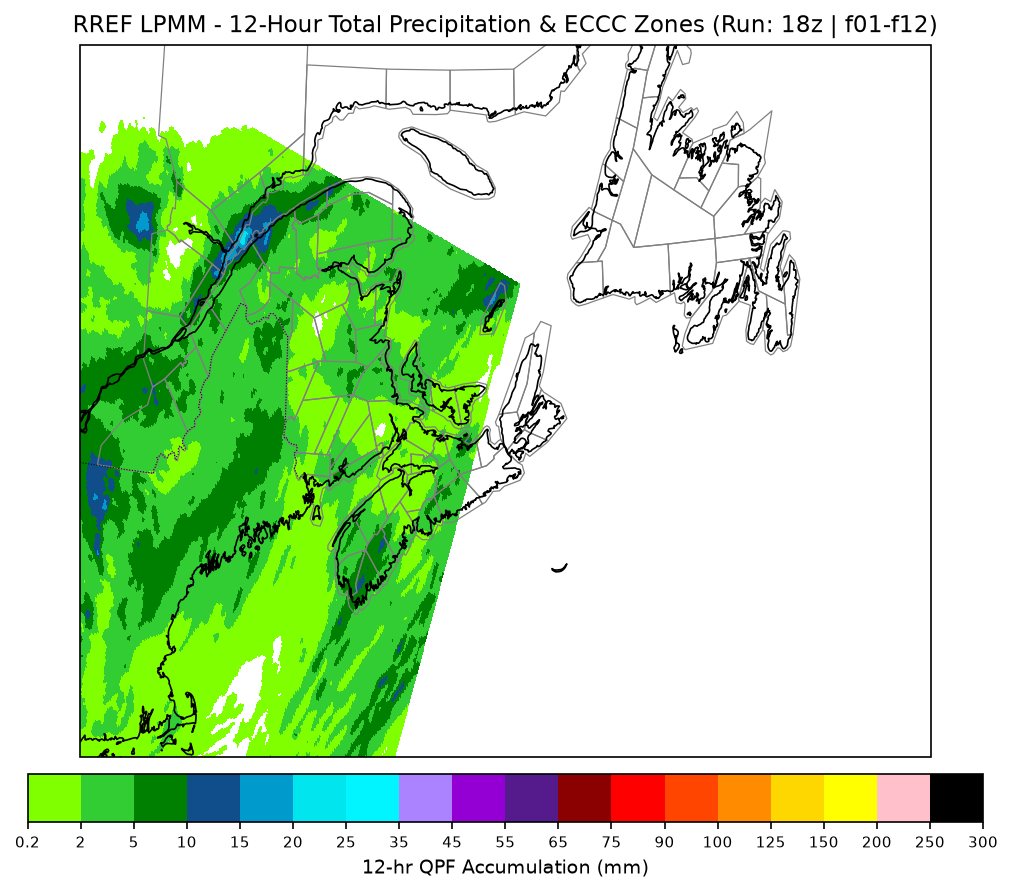 RREF LPMM - 12-Hour Total Precipitation & ECCC Zones (Run: 18z | f01-f12)
0.2 2 5 10 15 20 25 35 45 55 65 75 90 100 125 150 200 250 300
12-hr QPF Accumulation (mm)